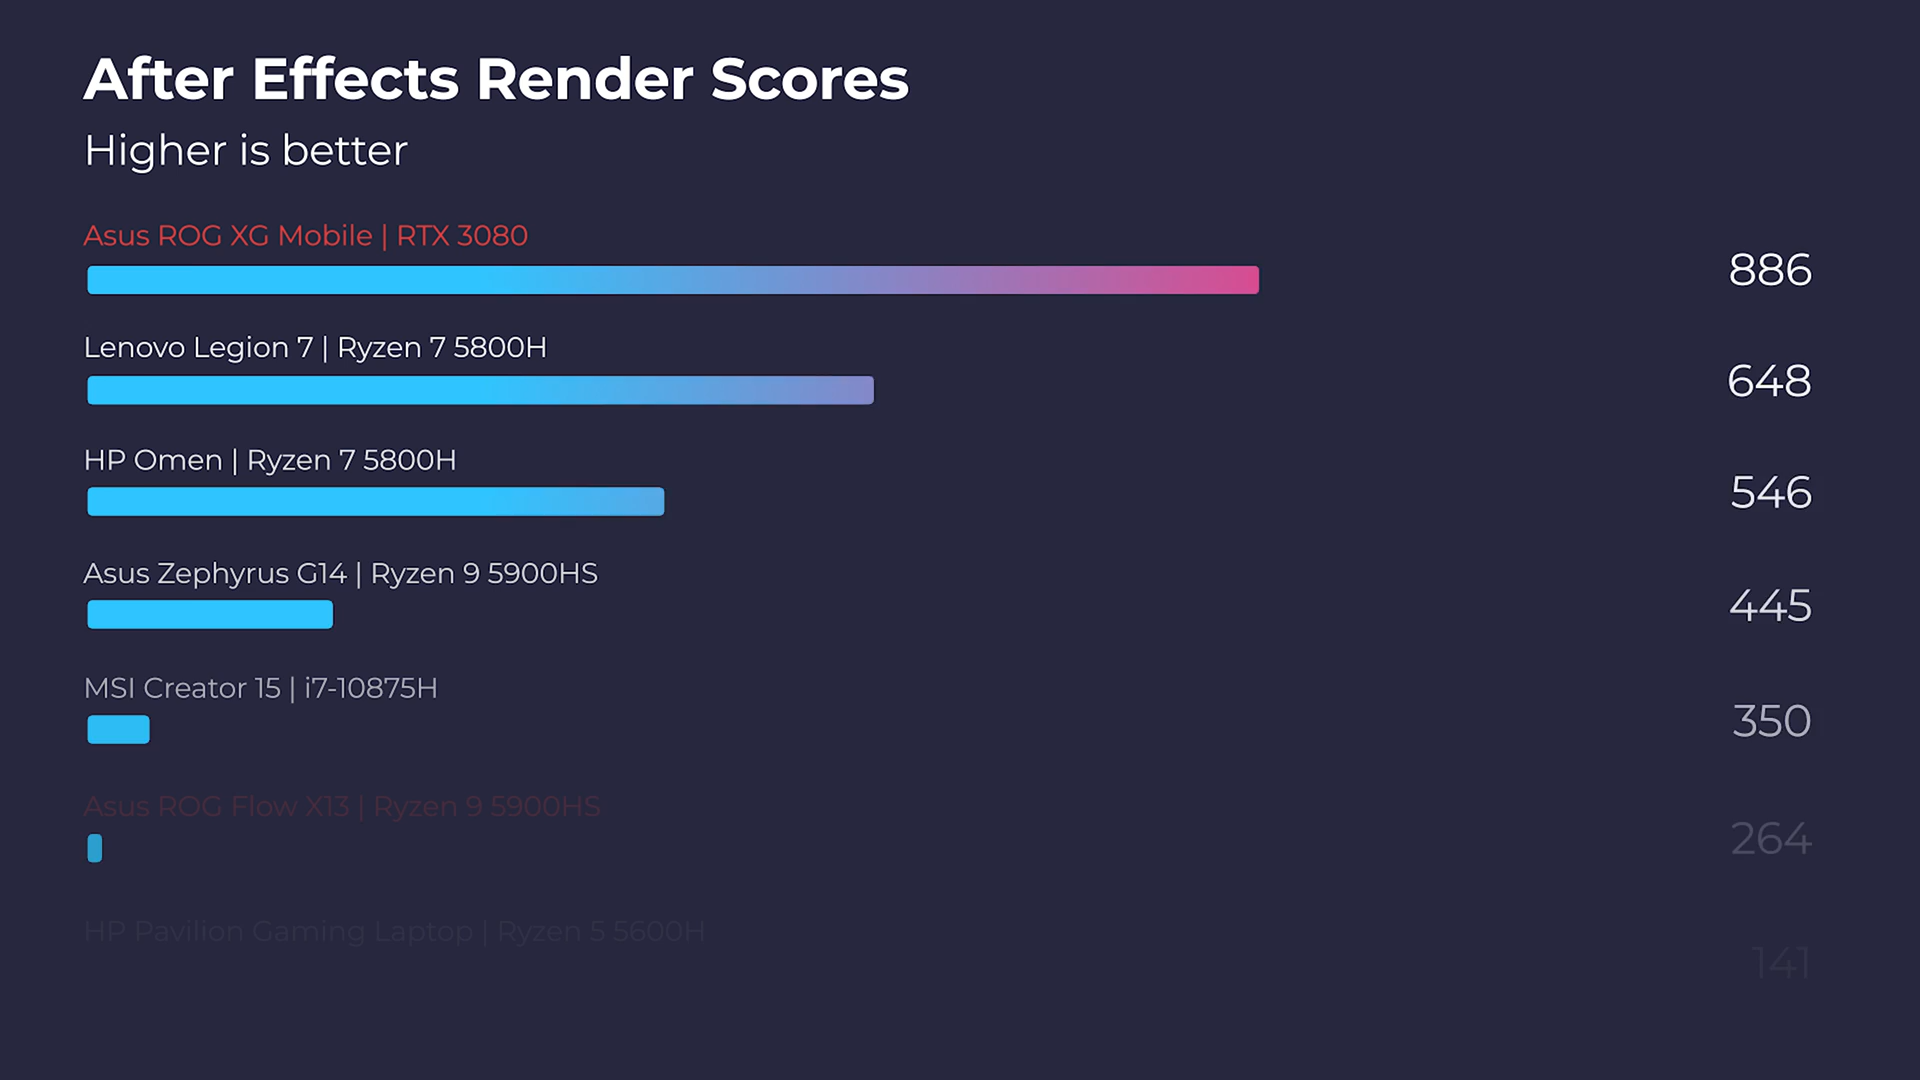 After Effects Render Scores
Higher is better
Asus ROG XG Mobile | RTX 3080
886
Lenovo Legion 7 | Ryzen 7 5800H
648
HP Omen | Ryzen 7 5800H
546
Asus Zephyrus G14 | Ryzen 9 5900HS
445
MSI Creator 15 | i7-10875H
350
Asus ROG Flow X13 | Ryzen 9 5900HS
264
HP Pavilion Gaming Laptop | Ryzen 5 5600H
141